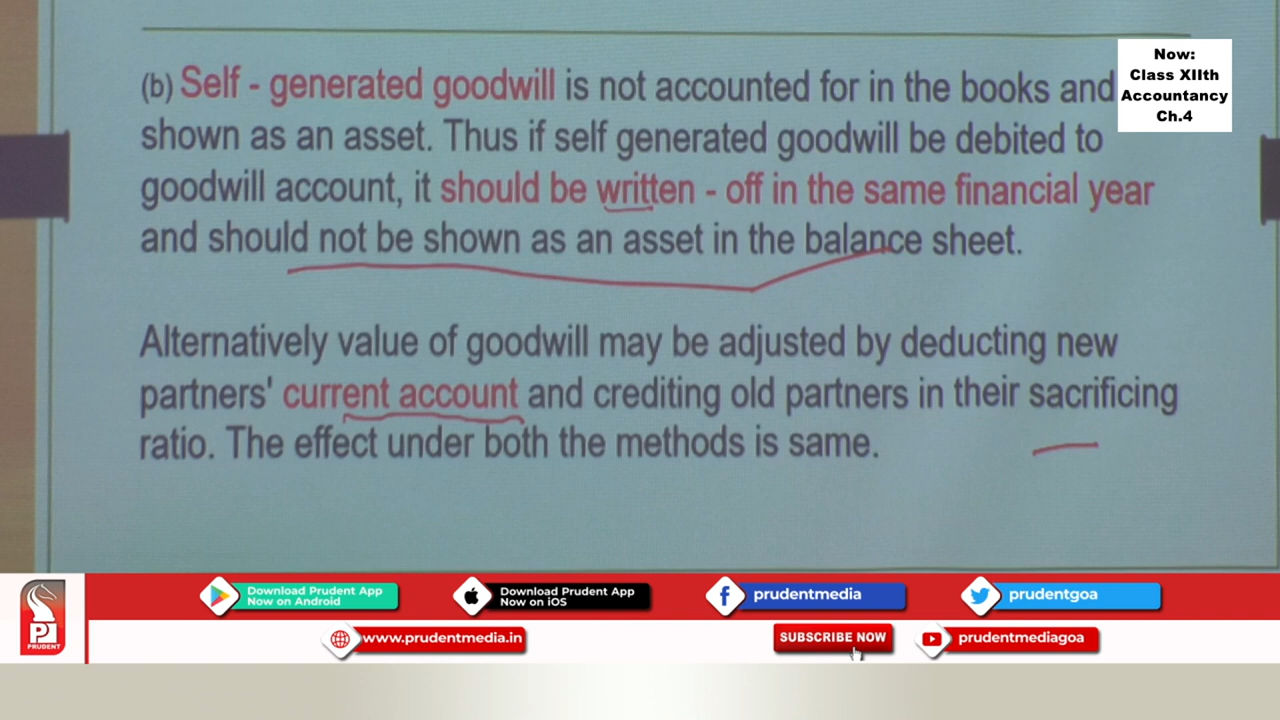 (b) Self - generated goodwill is not accounted for in the books and
shown as an asset. Thus if self generated goodwill be debited to
goodwill account, it should be written - off in the same financial year
and should not be shown as an asset in the balance sheet.
Alternatively value of goodwill may be adjusted by deducting new
partners' current account and crediting old partners in their sacrificing
ratio. The effect under both the methods is same.
Now:
Class XIIth
Accountancy
Ch.4
Download Prudent App
Now on Android
Download Prudent App
Now on iOS
prudentmedia
prudentgoa
PRUDENT
www.prudentmedia.in
SUBSCRIBE NOW
prudentmediagoa